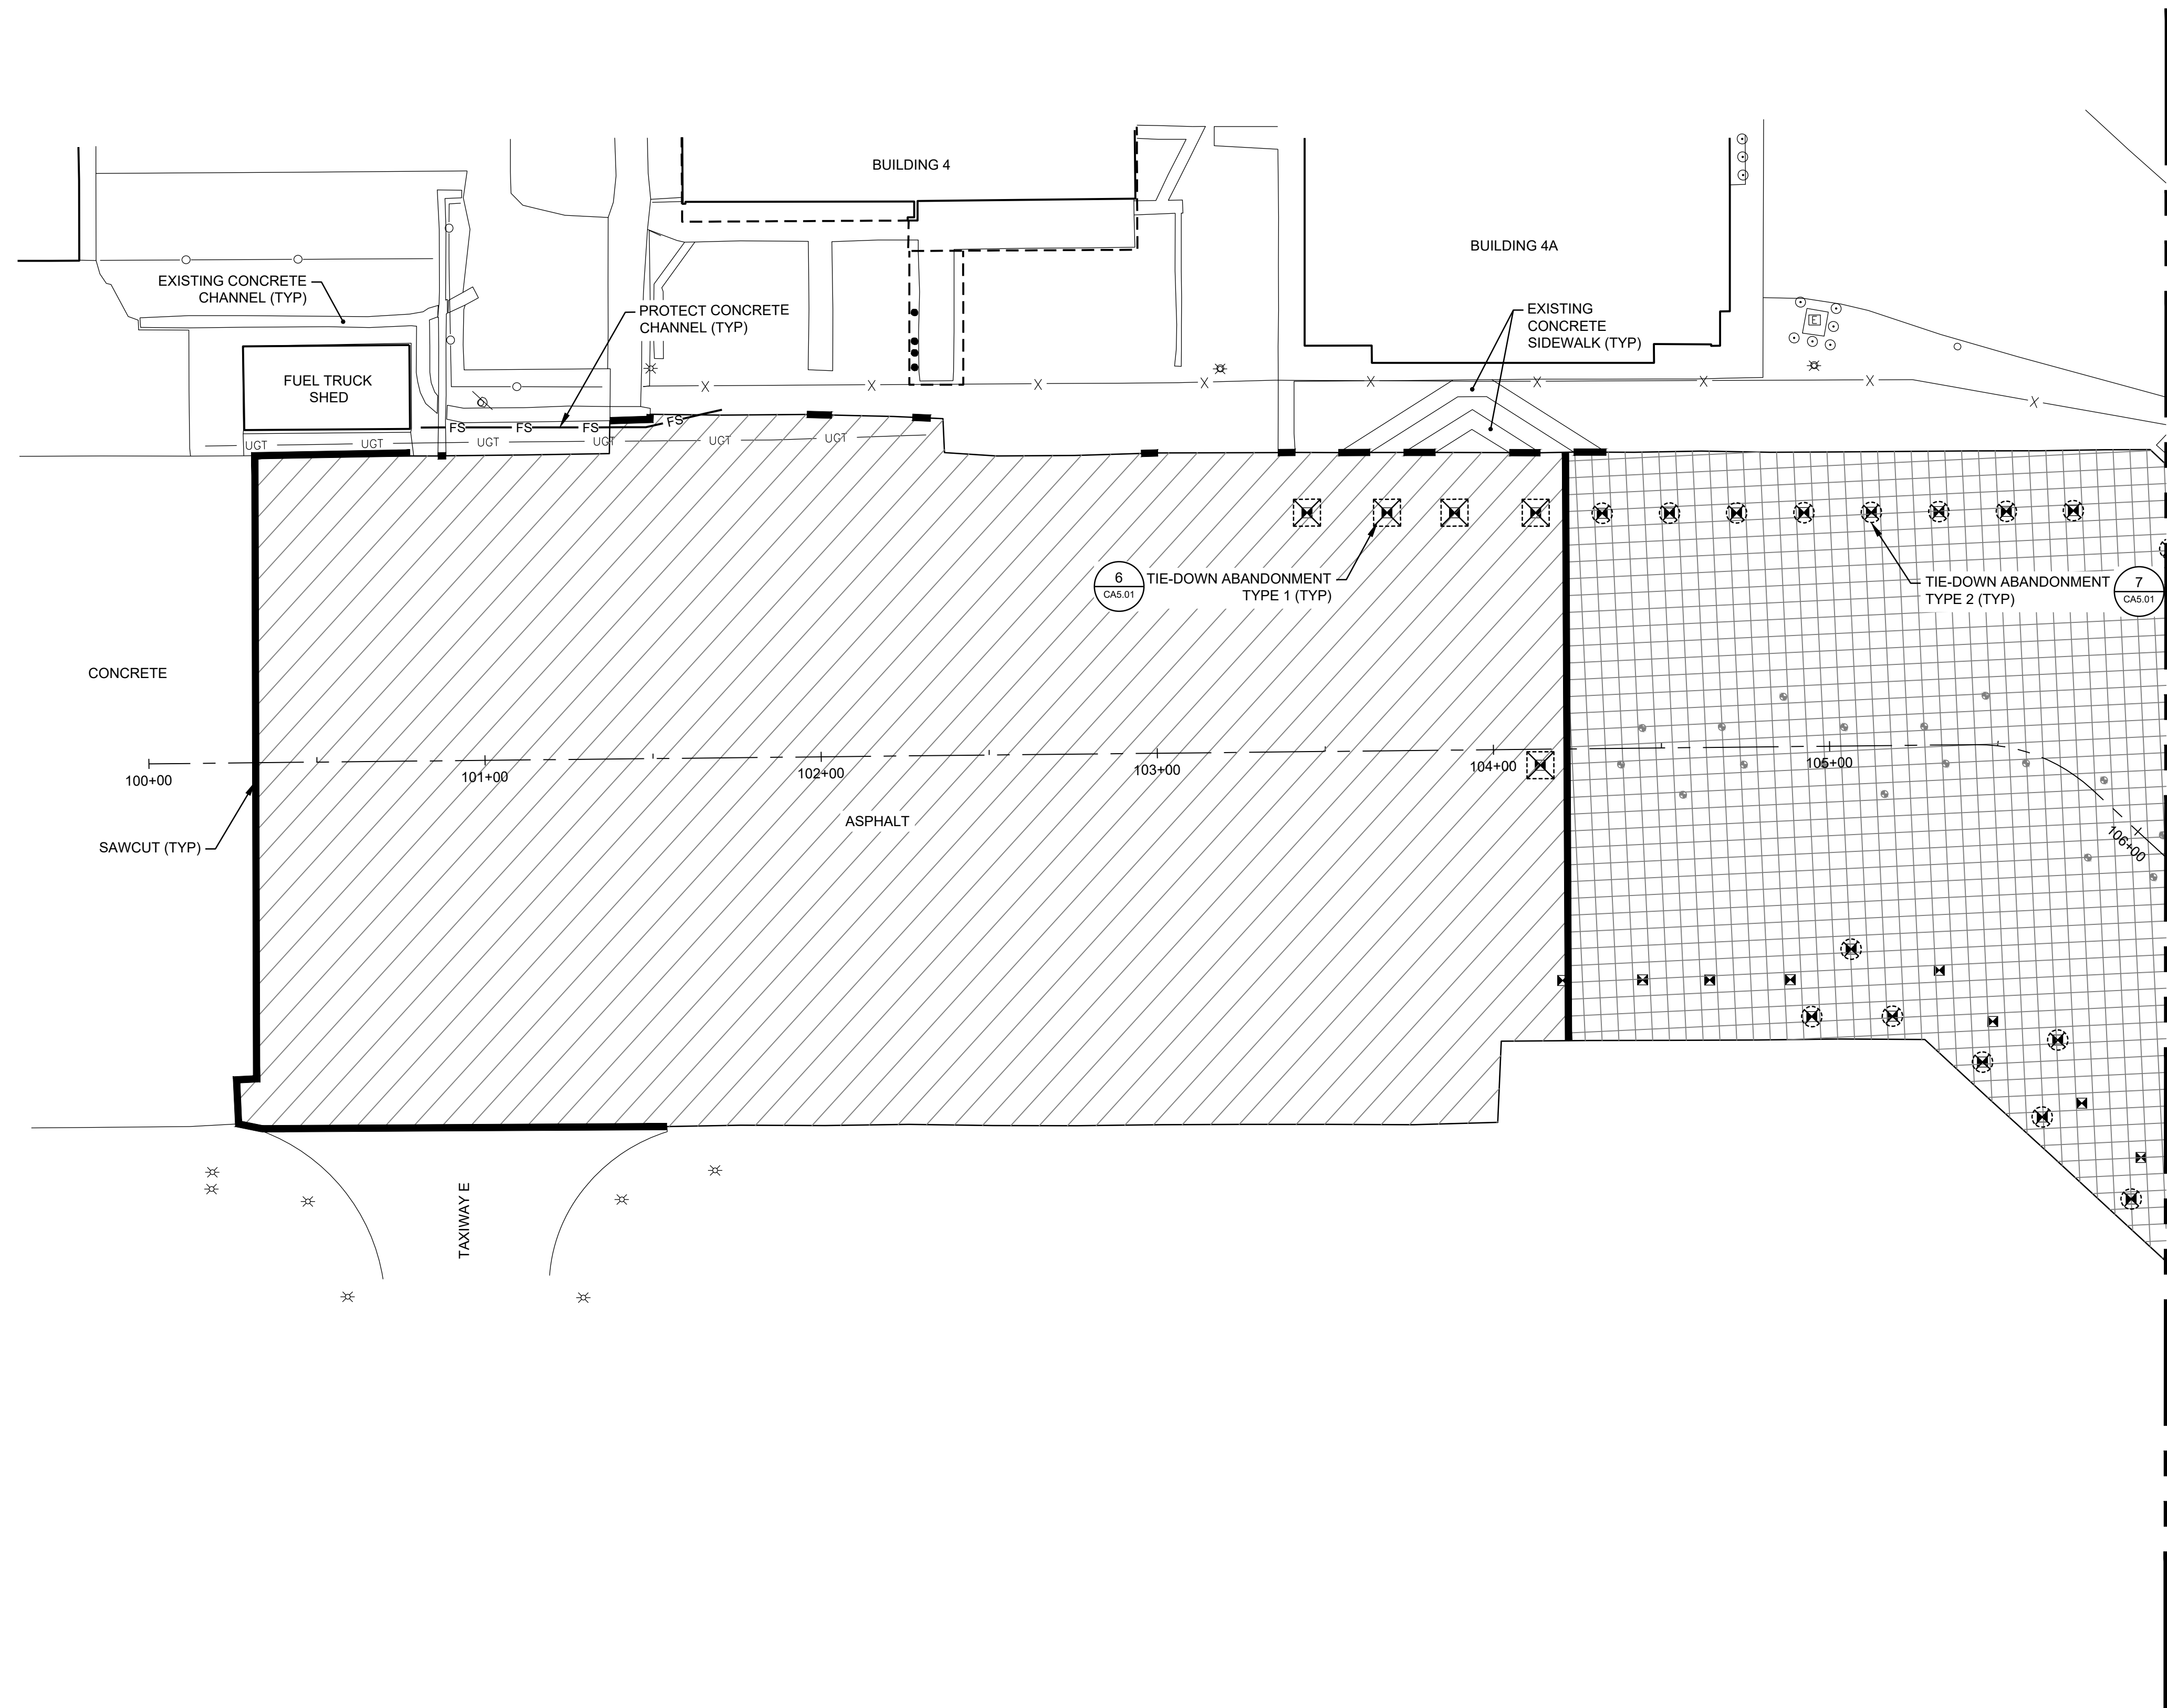 BUILDING 4
BUILDING 4A
EXISTING CONCRETE
CHANNEL (TYP)
PROTECT CONCRETE
CHANNEL (TYP)
EXISTING
CONCRETE
SIDEWALK (TYP)
E
FUEL TRUCK
SHED
X X X X X X X X X
FS FS FS FS
UGT UGT UGT UGT UGT UGT
6
CA5.01
TIE-DOWN ABANDONMENT
TYPE 1 (TYP)
TIE-DOWN ABANDONMENT
TYPE 2 (TYP)
7
CA5.01
CONCRETE
100+00
101+00
102+00
103+00
104+00
105+00
106+00
ASPHALT
SAWCUT (TYP)
TAXIWAY E